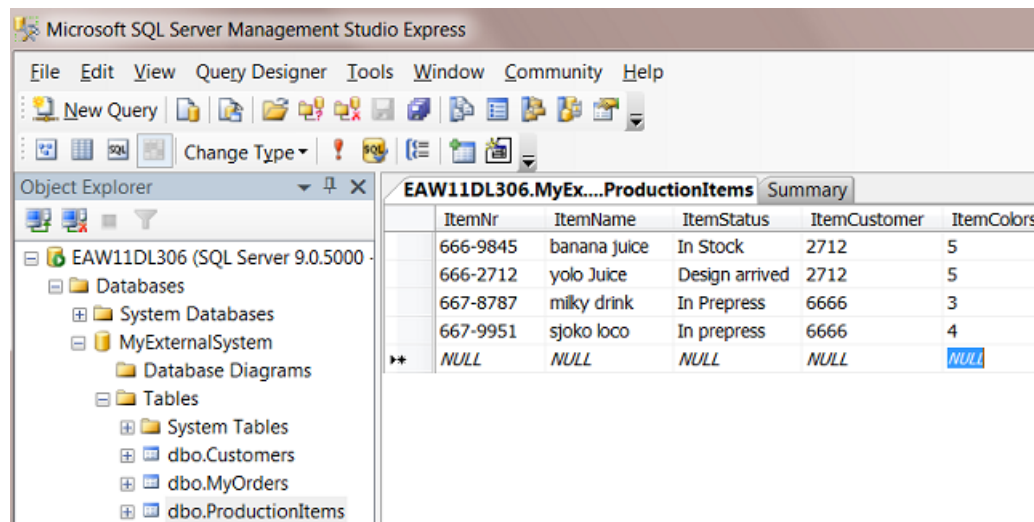 Microsoft SQL Server Management Studio Express
File Edit View Query Designer Tools Window Community Help
New Query
SQL Change Type SQL
Object Explorer
EAW11DL306.MyEx....ProductionItems Summary
ItemNr ItemName ItemStatus ItemCustomer ItemColors
666-9845 banana juice In Stock 2712 5
666-2712 yolo Juice Design arrived 2712 5
667-8787 milky drink In Prepress 6666 3
667-9951 sjoko loco In prepress 6666 4
NULL NULL NULL NULL NULL
EAW11DL306 (SQL Server 9.0.5000 -
Databases
System Databases
MyExternalSystem
Database Diagrams
Tables
System Tables
dbo.Customers
dbo.MyOrders
dbo.ProductionItems